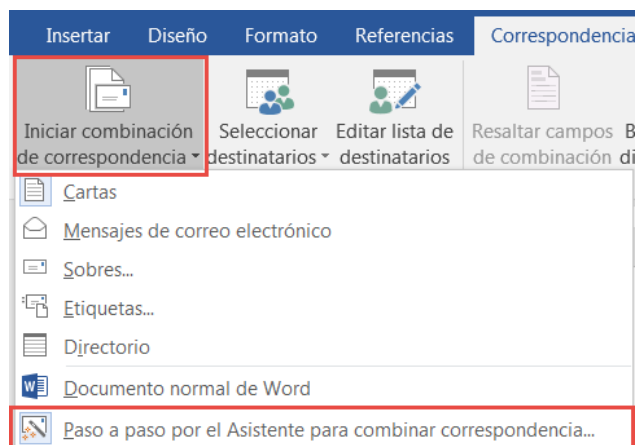 Insertar Diseño Formato Referencias Correspondencia
Iniciar combinación Seleccionar Editar lista de Resaltar campos
de correspondencia destinatarios destinatarios de combinación
Cartas
Mensajes de correo electrónico
Sobres...
Etiquetas...
Directorio
Documento normal de Word
Paso a paso por el Asistente para combinar correspondencia...